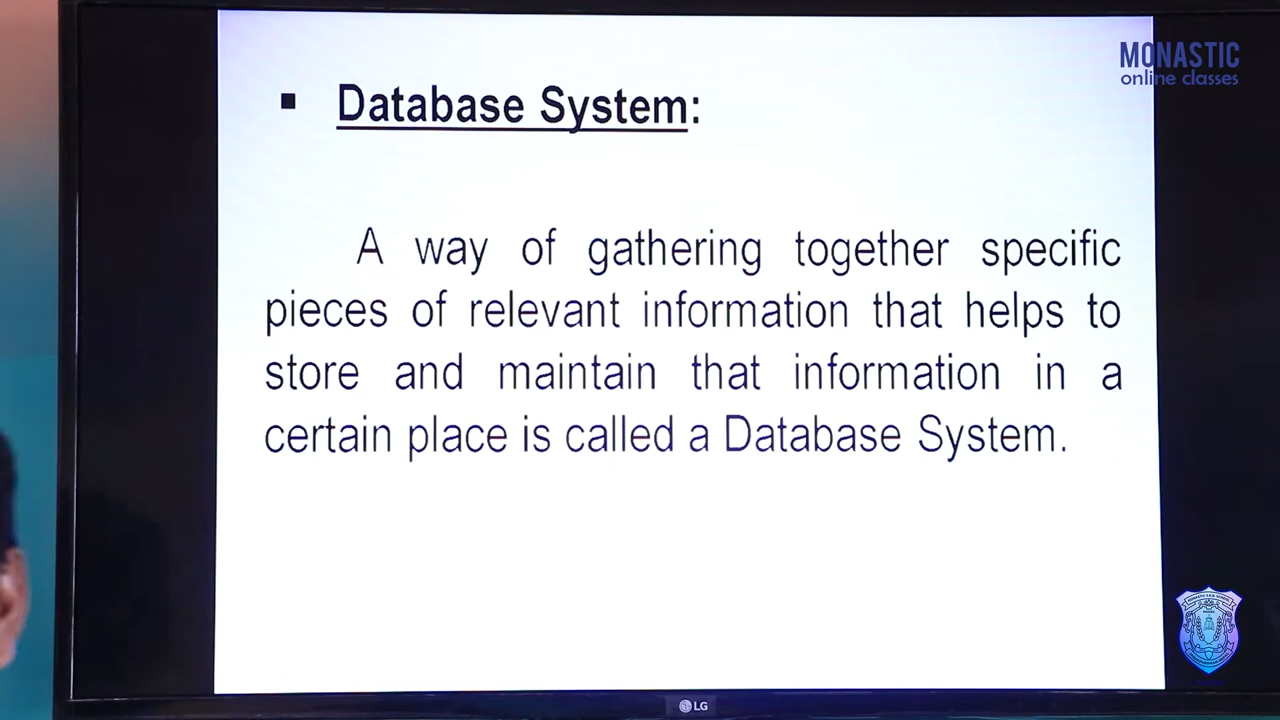 MONASTIC
online classes
▪ Database System:
A way of gathering together specific
pieces of relevant information that helps to
store and maintain that information in a
certain place is called a Database System.
LG